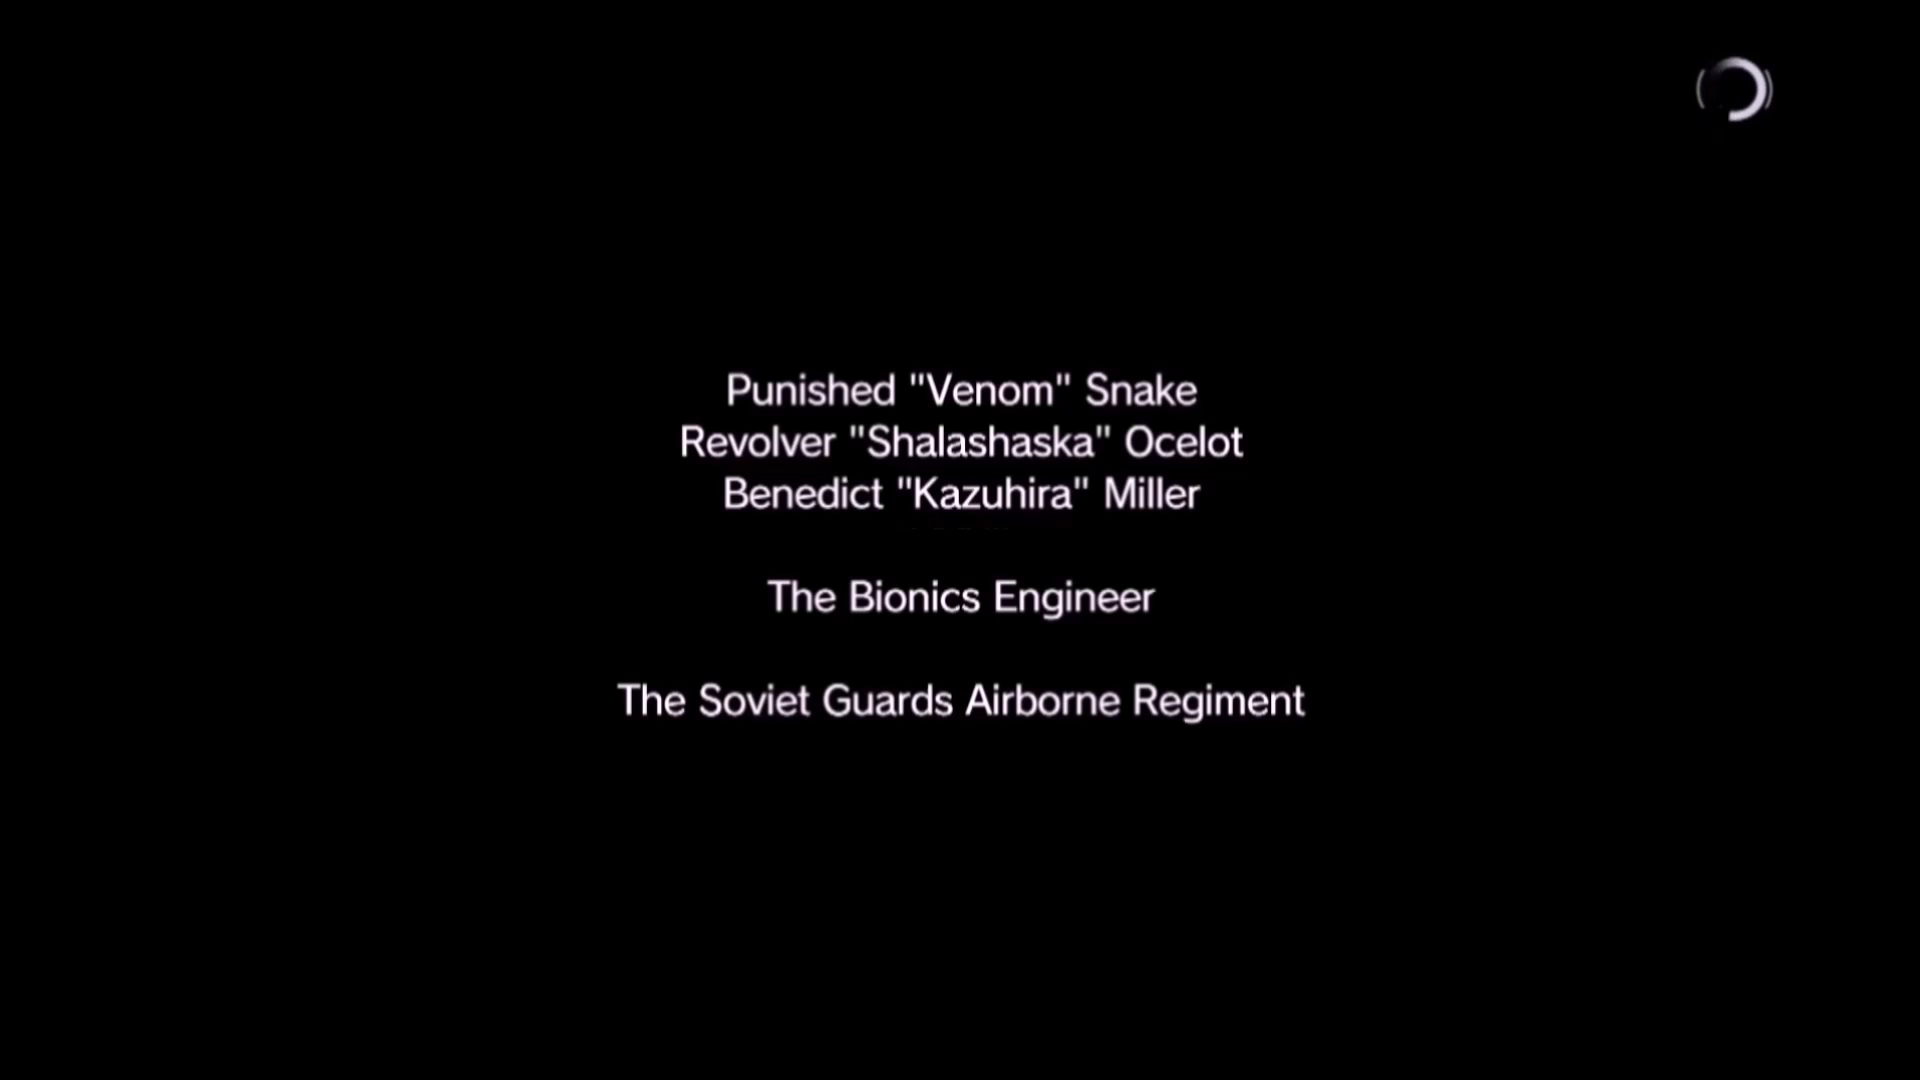 Punished "Venom" Snake
Revolver "Shalashaska" Ocelot
Benedict "Kazuhira" Miller
The Bionics Engineer
The Soviet Guards Airborne Regiment